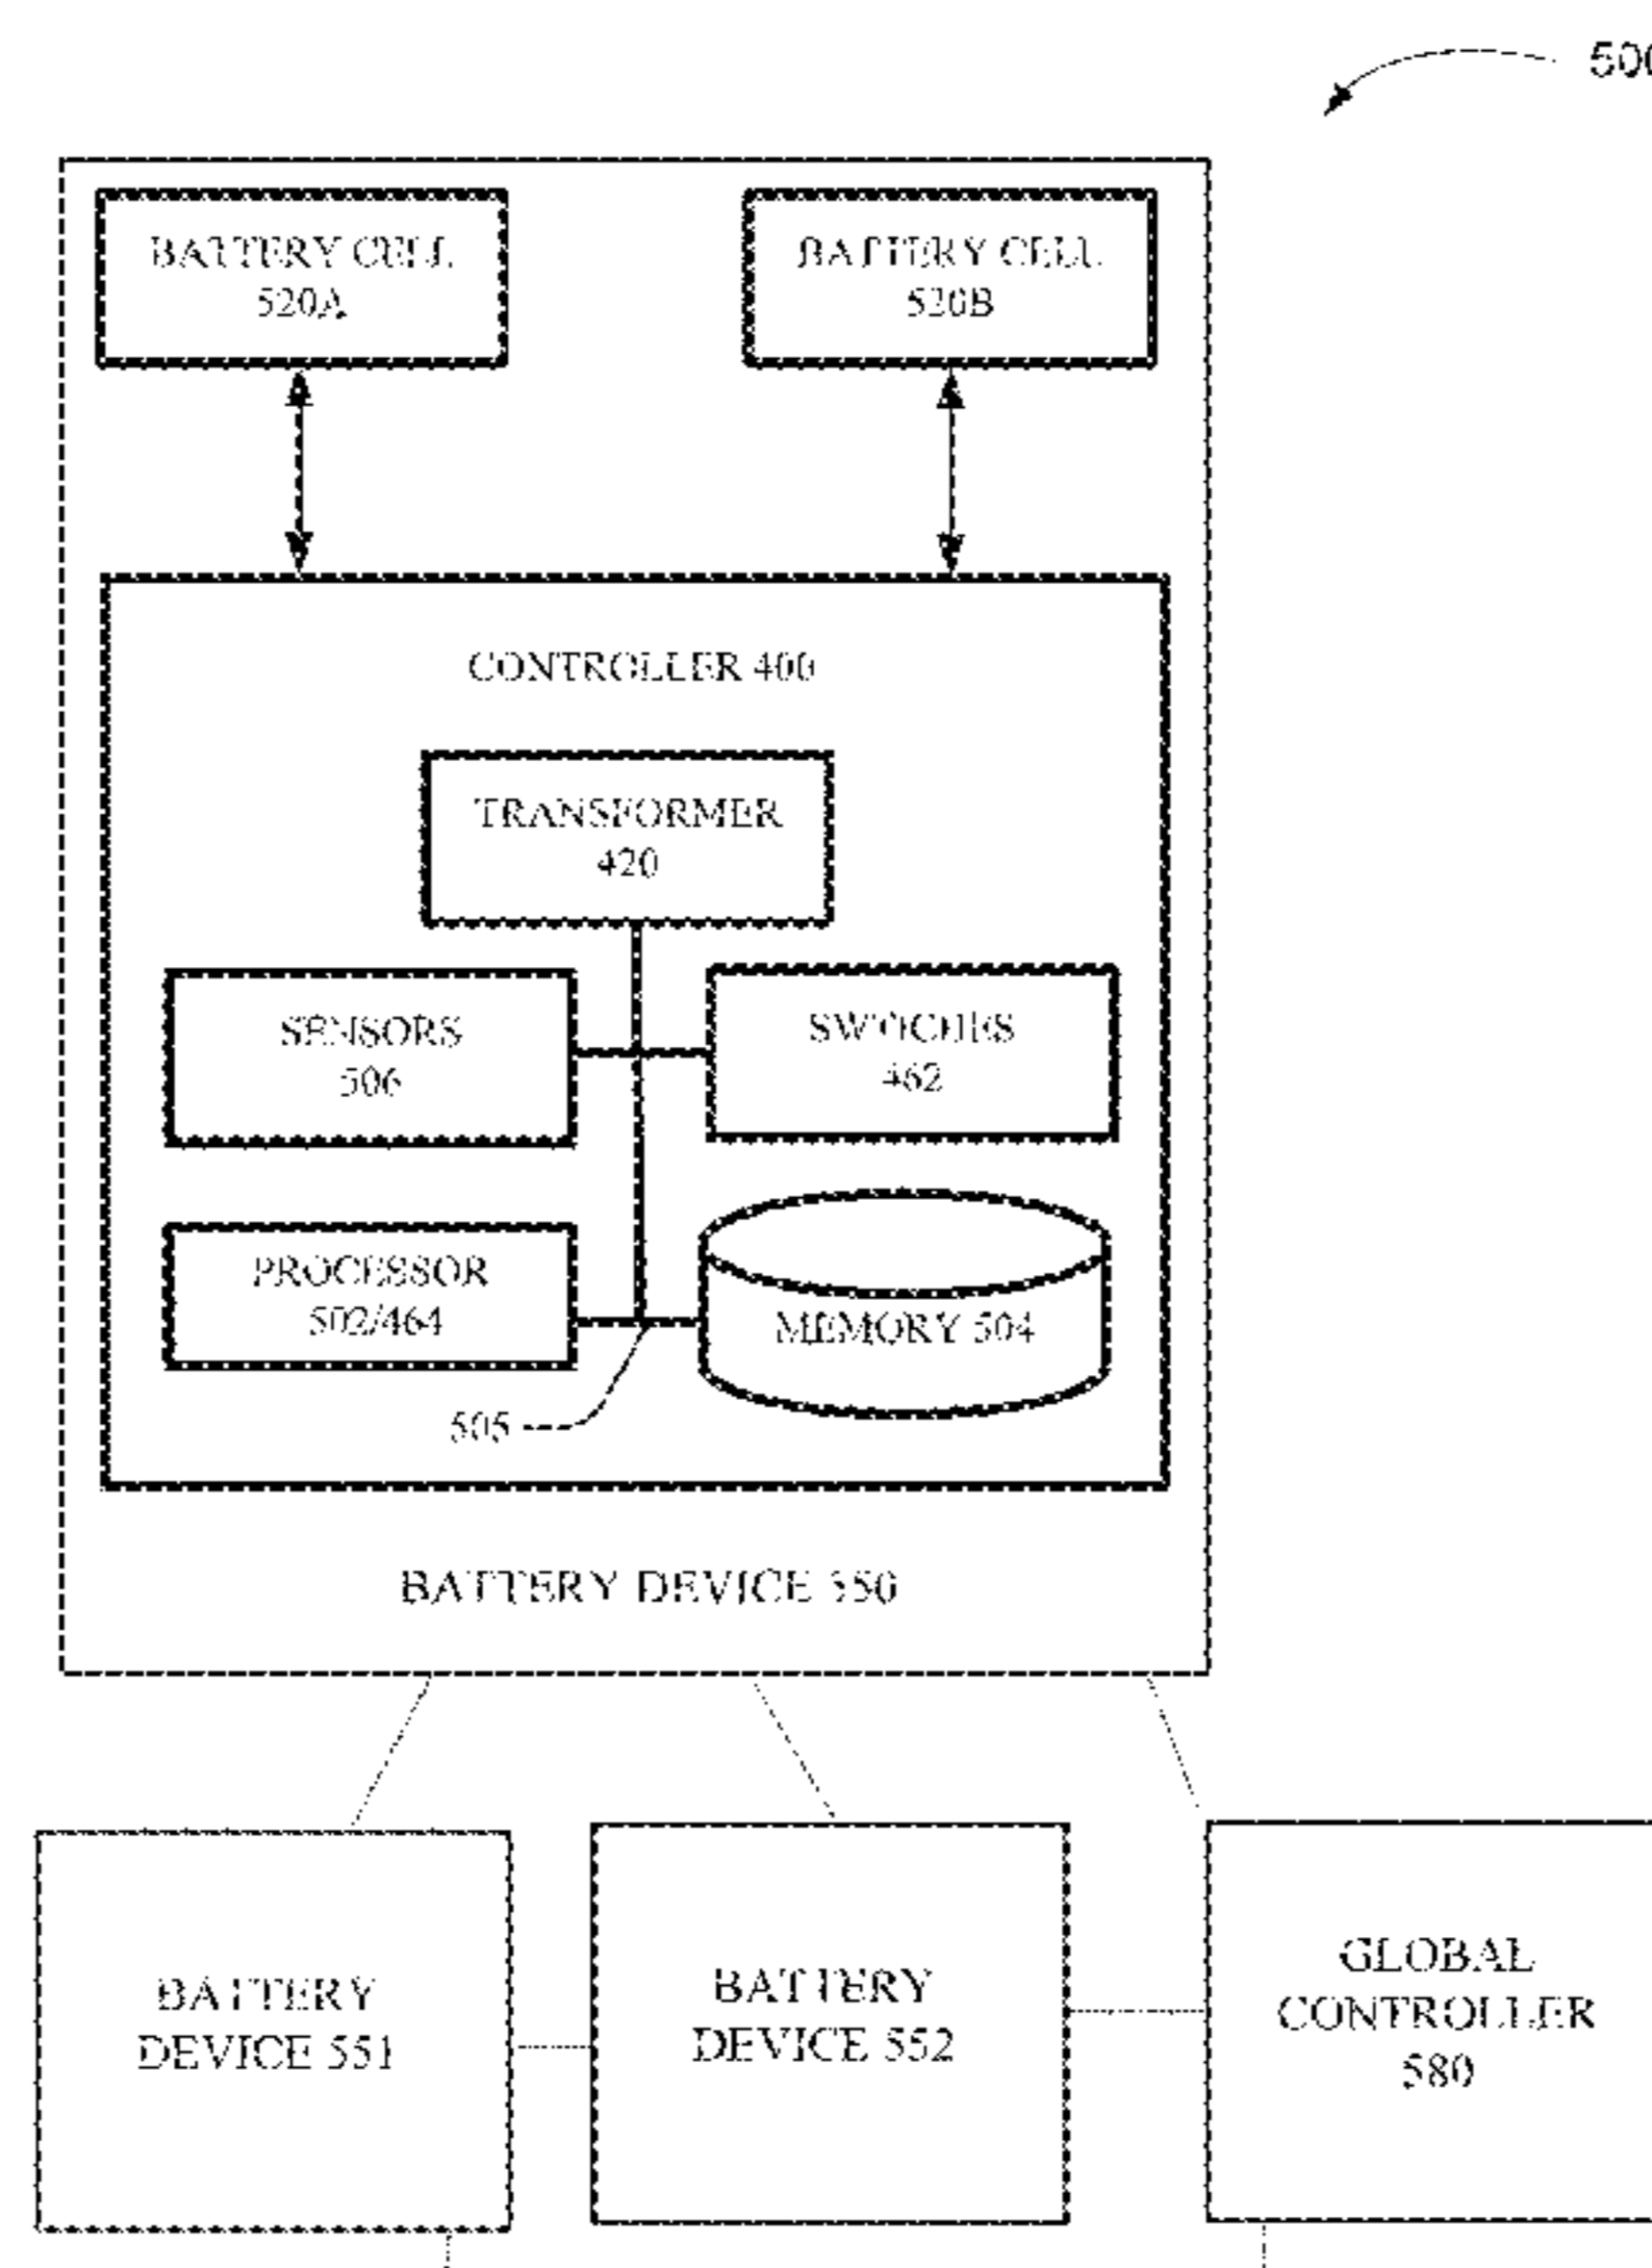 500
BATTERY CELL
520A
BATTERY CELL
520B
CONTROLLER 400
TRANSFORMER
420
SENSORS
506
SWITCHES
462
PROCESSOR
502/464
MEMORY 504
505
BATTERY DEVICE 550
BATTERY
DEVICE 551
BATTERY
DEVICE 552
GLOBAL
CONTROLLER
580